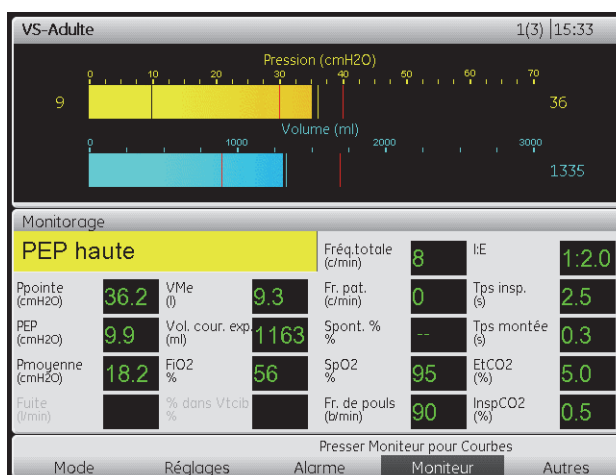 VS-Adulte 1(3) |15:33
Pression (cmH2O)
0 10 20 30 40 50 60 70
9 36
Volume (ml)
0 1000 2000 3000
1335
Monitorage
PEP haute
Fréq.totale (c/min) 8 I:E 1:2.0
Ppointe (cmH2O) 36.2 VMe (l) 9.3 Fr. pat. (c/min) 0 Tps insp. (s) 2.5
PEP (cmH2O) 9.9 Vol. cour. exp. (ml) 1163 Spont. % % -- Tps montée (s) 0.3
Pmoyenne (cmH2O) 18.2 FiO2 % 56 SpO2 % 95 EtCO2 (%) 5.0
Fuite (l/min) % dans Vtcib % Fr. de pouls (b/min) 90 InspCO2 (%) 0.5
Presser Moniteur pour Courbes
Mode Réglages Alarme Moniteur Autres